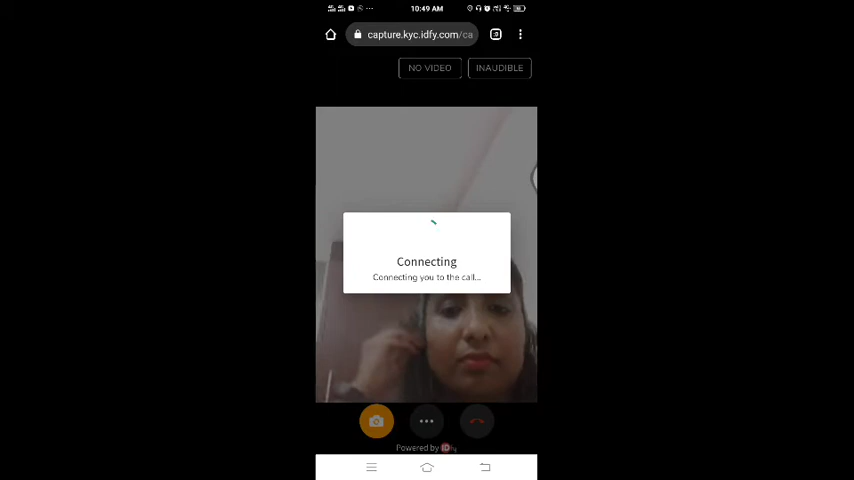 10:49 AM
capture.kyc.idfy.com/ca
NO VIDEO
INAUDIBLE
Connecting
Connecting you to the call...
Powered by IDfy